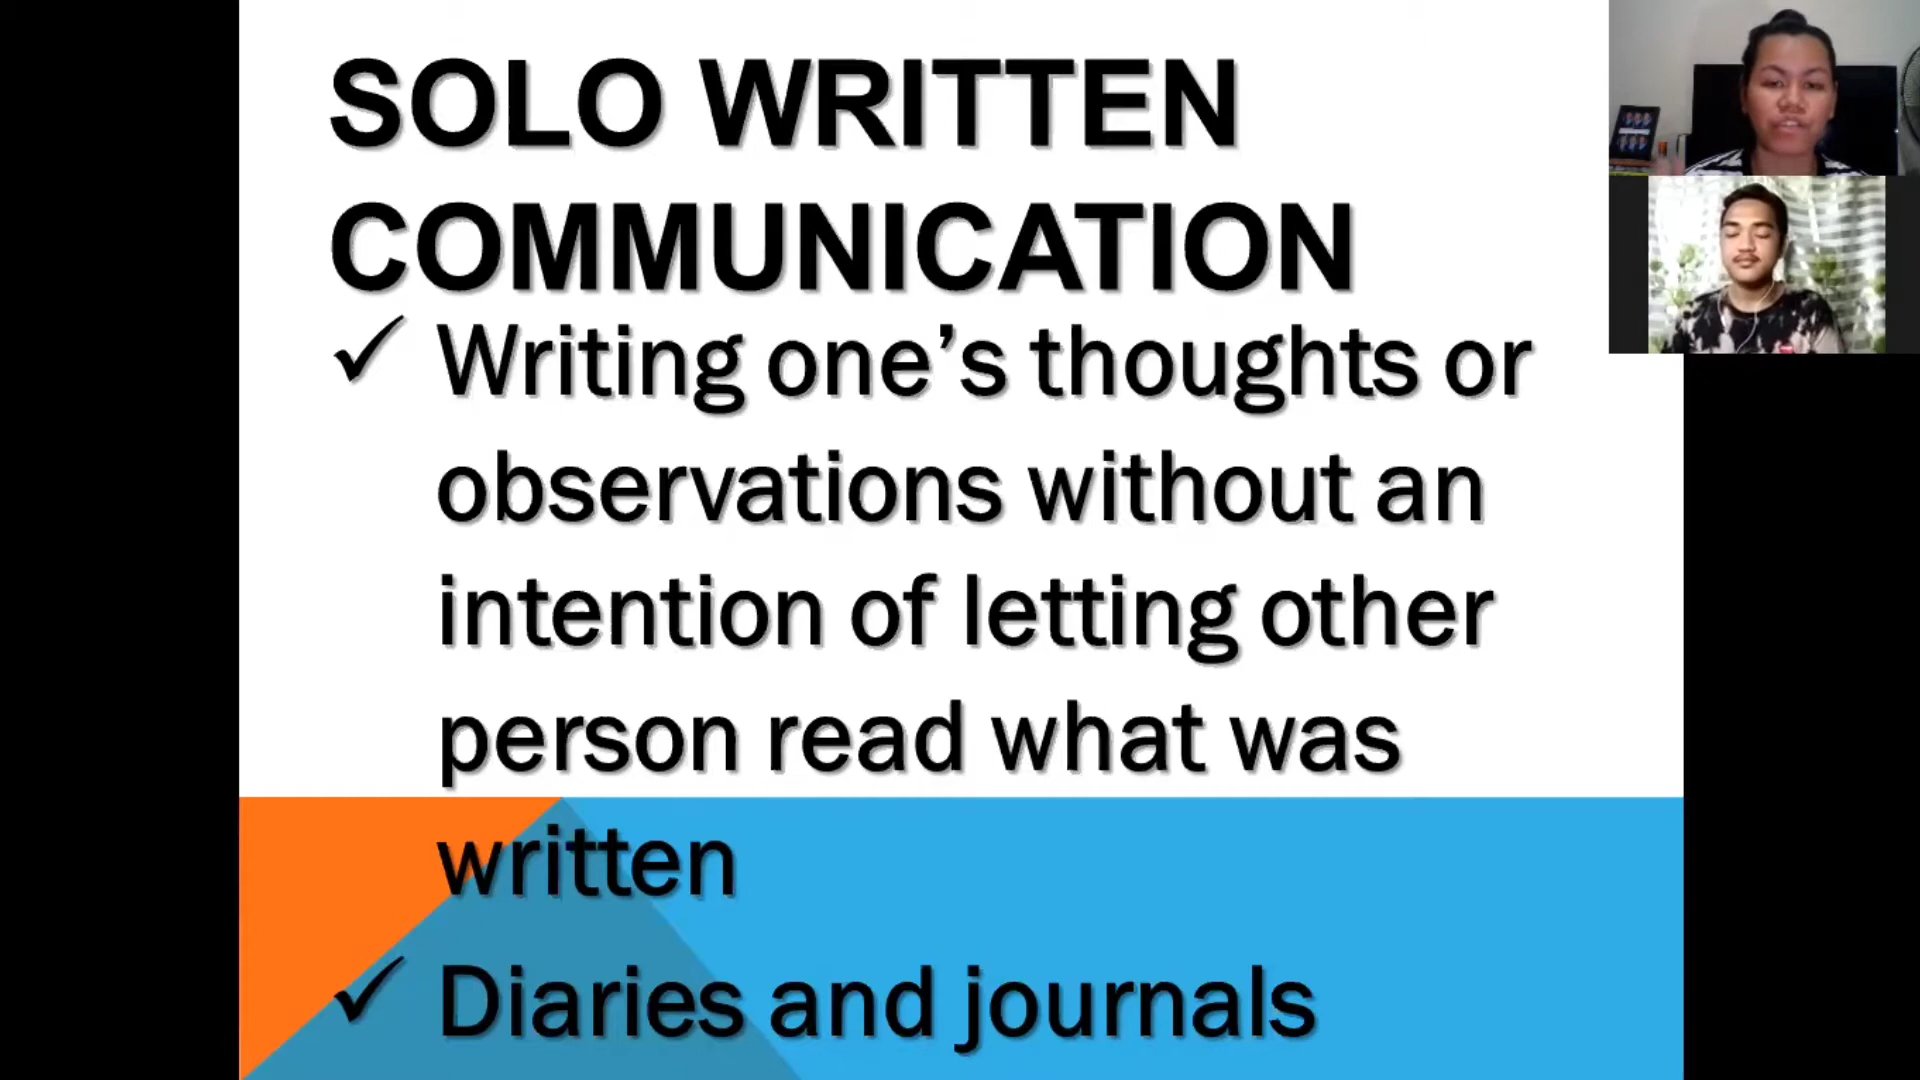 SOLO WRITTEN
COMMUNICATION
✓ Writing one’s thoughts or
observations without an
intention of letting other
person read what was
written
✓ Diaries and journals